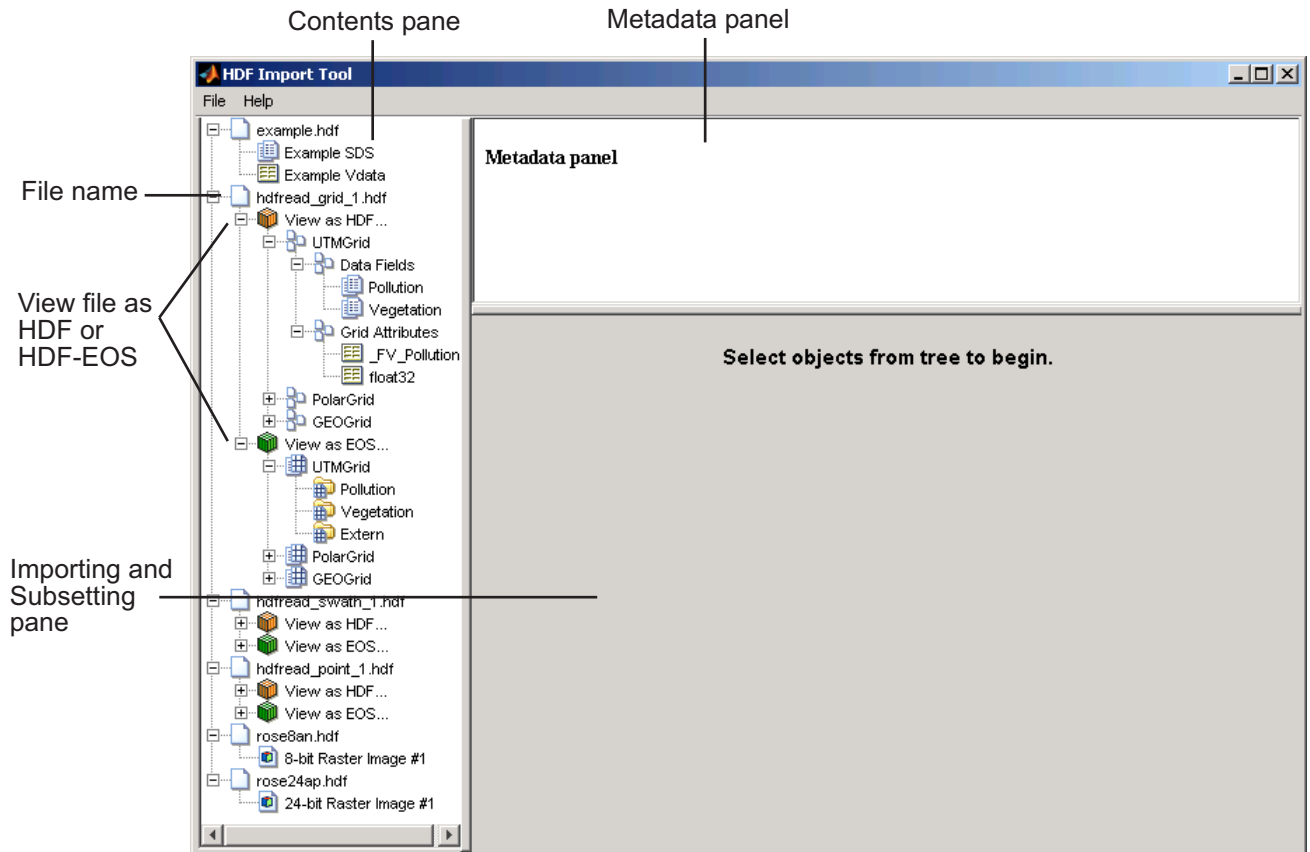 Contents pane
Metadata panel
HDF Import Tool
File Help
example.hdf
Example SDS
Example Vdata
File name
hdfread_grid_1.hdf
View as HDF...
UTMGrid
Data Fields
Pollution
Vegetation
Grid Attributes
_FV_Pollution
float32
PolarGrid
GEOGrid
View as EOS...
UTMGrid
Pollution
Vegetation
Extern
PolarGrid
GEOGrid
hdfread_swath_1.hdf
View as HDF...
View as EOS...
hdfread_point_1.hdf
View as HDF...
View as EOS...
rose8an.hdf
8-bit Raster Image #1
rose24ap.hdf
24-bit Raster Image #1
View file as
HDF or
HDF-EOS
Importing and
Subsetting
pane
Metadata panel
Select objects from tree to begin.